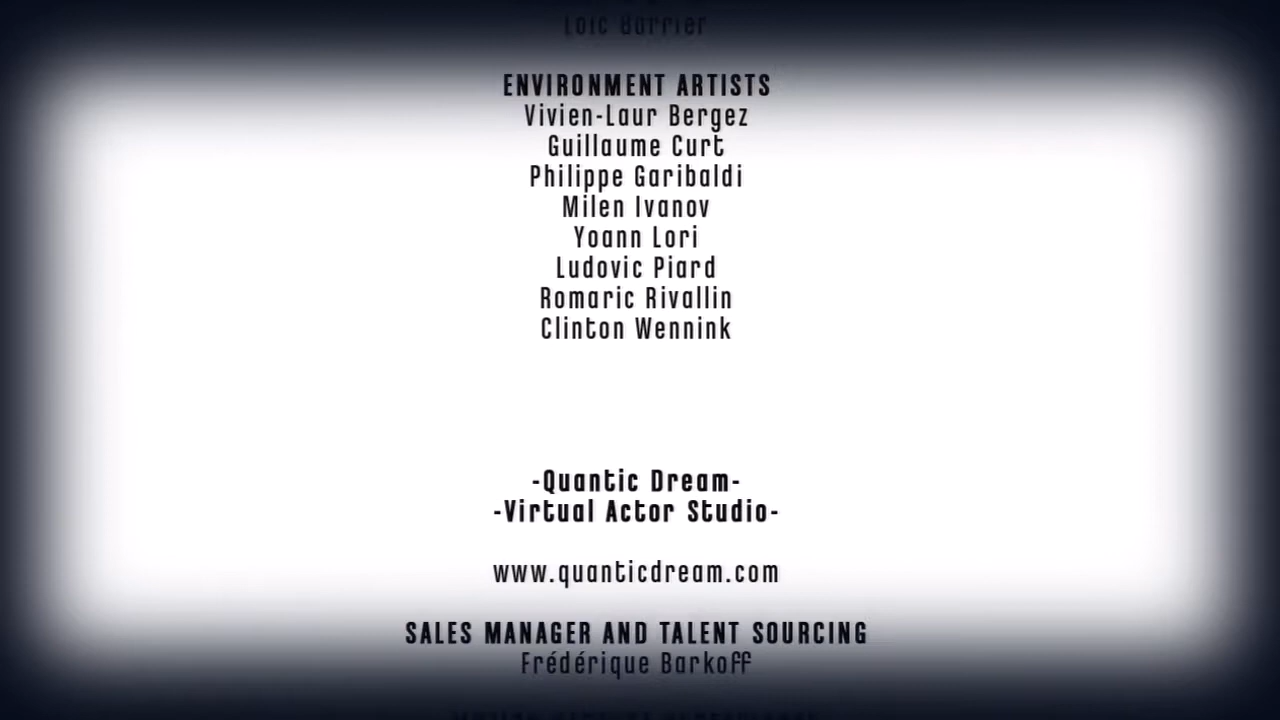 Loïc Barrier
ENVIRONMENT ARTISTS
Vivien-Laur Bergez
Guillaume Curt
Philippe Garibaldi
Milen Ivanov
Yoann Lori
Ludovic Piard
Romaric Rivallin
Clinton Wennink
-Quantic Dream-
-Virtual Actor Studio-
www.quanticdream.com
SALES MANAGER AND TALENT SOURCING
Frédérique Barkoff